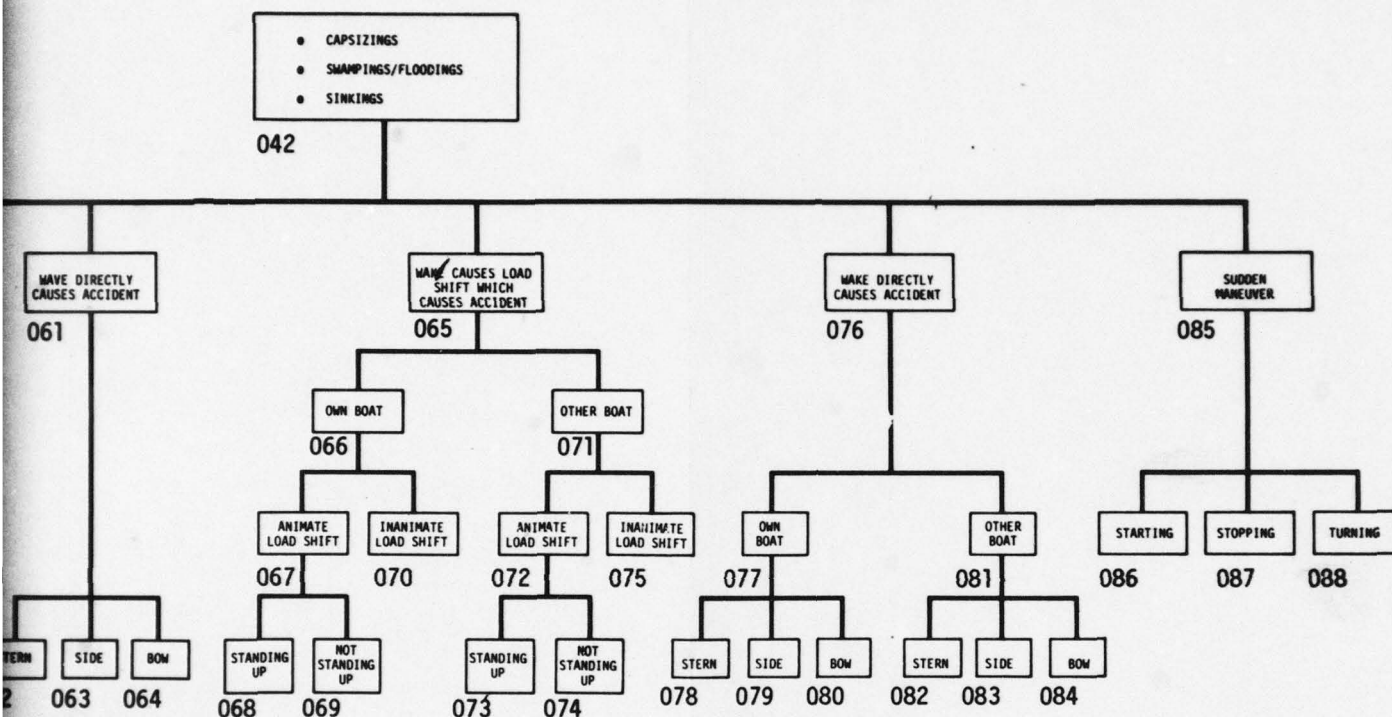 ● CAPSIZINGS
● SWAMPINGS/FLOODINGS
● SINKINGS
042
WAVE DIRECTLY
CAUSES ACCIDENT
061
CAUSES LOAD
SHIFT WHICH
CAUSES ACCIDENT
065
WAKE DIRECTLY
CAUSES ACCIDENT
076
SUDDEN
MANEUVER
085
OWN BOAT
066
OTHER BOAT
071
ANIMATE
LOAD SHIFT
067
INANIMATE
LOAD SHIFT
070
ANIMATE
LOAD SHIFT
072
INANIMATE
LOAD SHIFT
075
OWN
BOAT
077
OTHER
BOAT
081
STARTING
086
STOPPING
087
TURNING
088
TERN
2
SIDE
063
BOW
064
STANDING
UP
068
NOT
STANDING
UP
069
STANDING
UP
073
NOT
STANDING
UP
074
STERN
078
SIDE
079
BOW
080
STERN
082
SIDE
083
BOW
084